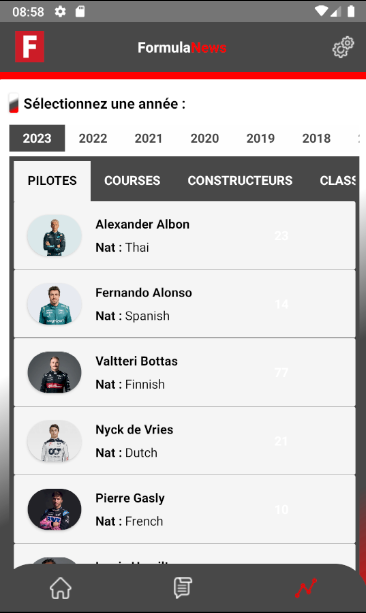 08:58
F
FormulaNews
Sélectionnez une année :
2023 2022 2021 2020 2019 2018
PILOTES COURSES CONSTRUCTEURS CLASS
Alexander Albon
Nat : Thai
23
Fernando Alonso
Nat : Spanish
14
Valtteri Bottas
Nat : Finnish
77
Nyck de Vries
Nat : Dutch
21
Pierre Gasly
Nat : French
10